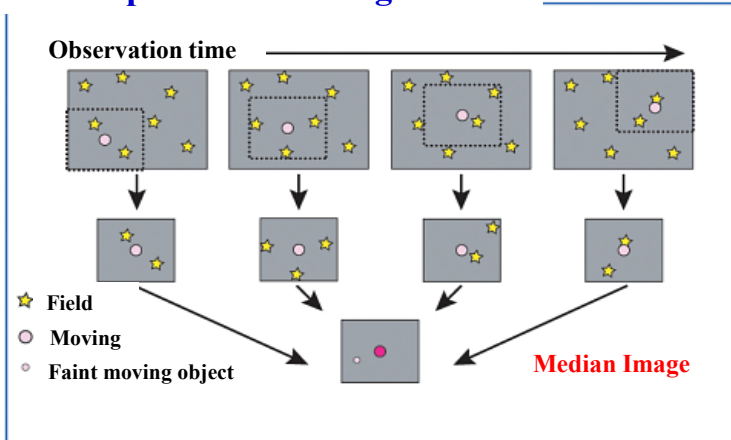 Observation time
Field
Moving
Faint moving object
Median Image